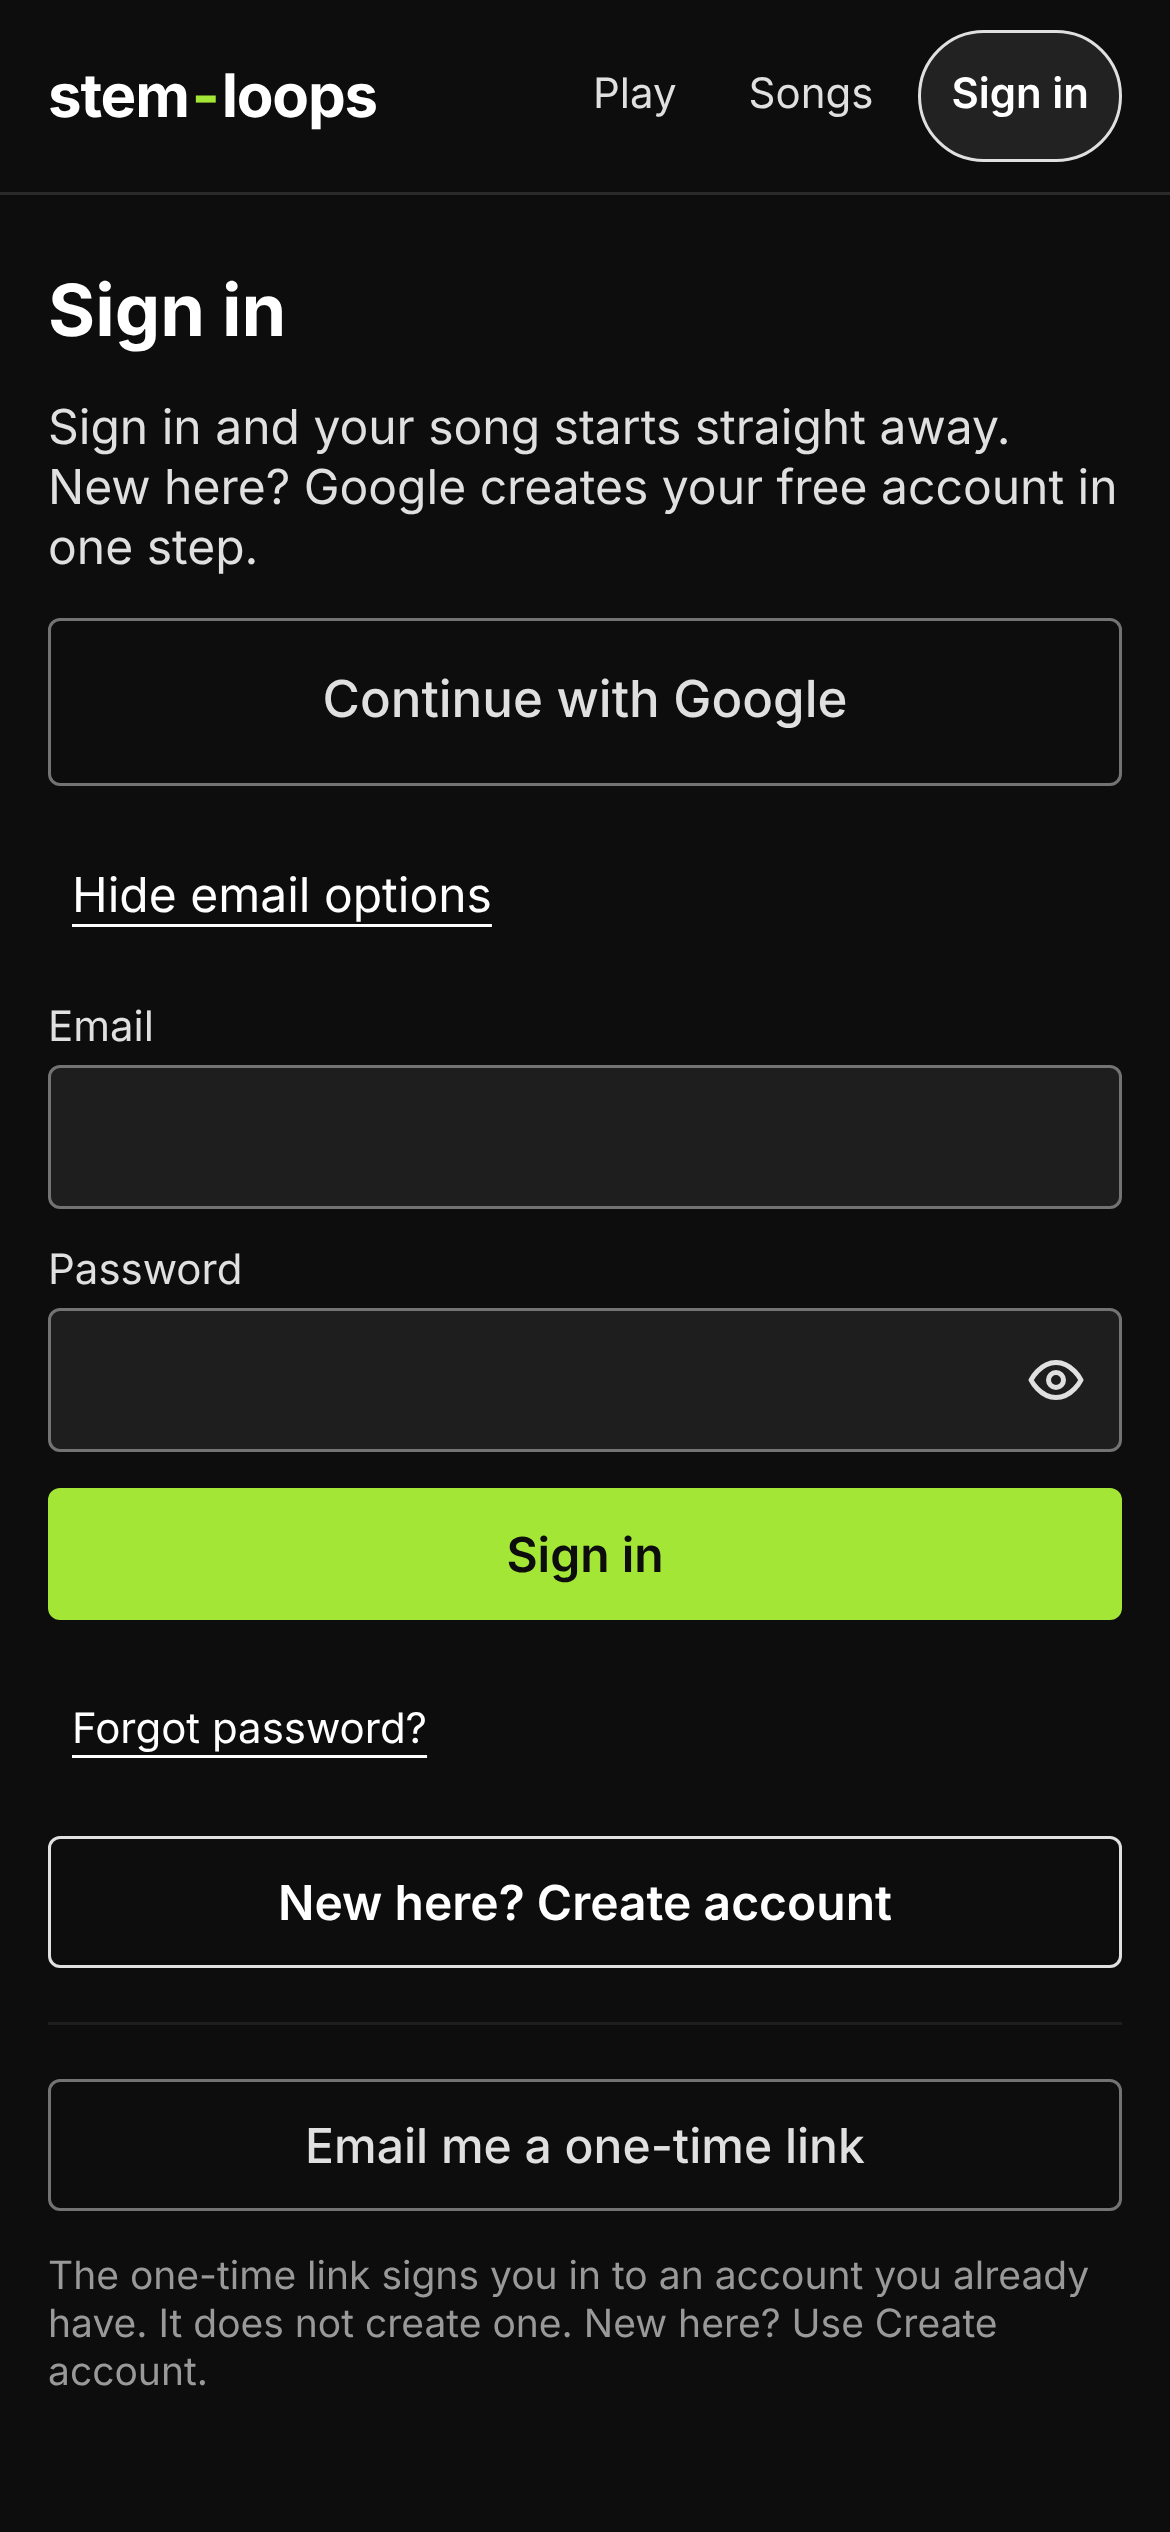 stem-loops
Play
Songs
Sign in
Sign in
Sign in and your song starts straight away.
New here? Google creates your free account in
one step.
Continue with Google
Hide email options
Email
Password
Sign in
Forgot password?
New here? Create account
Email me a one-time link
The one-time link signs you in to an account you already
have. It does not create one. New here? Use Create
account.